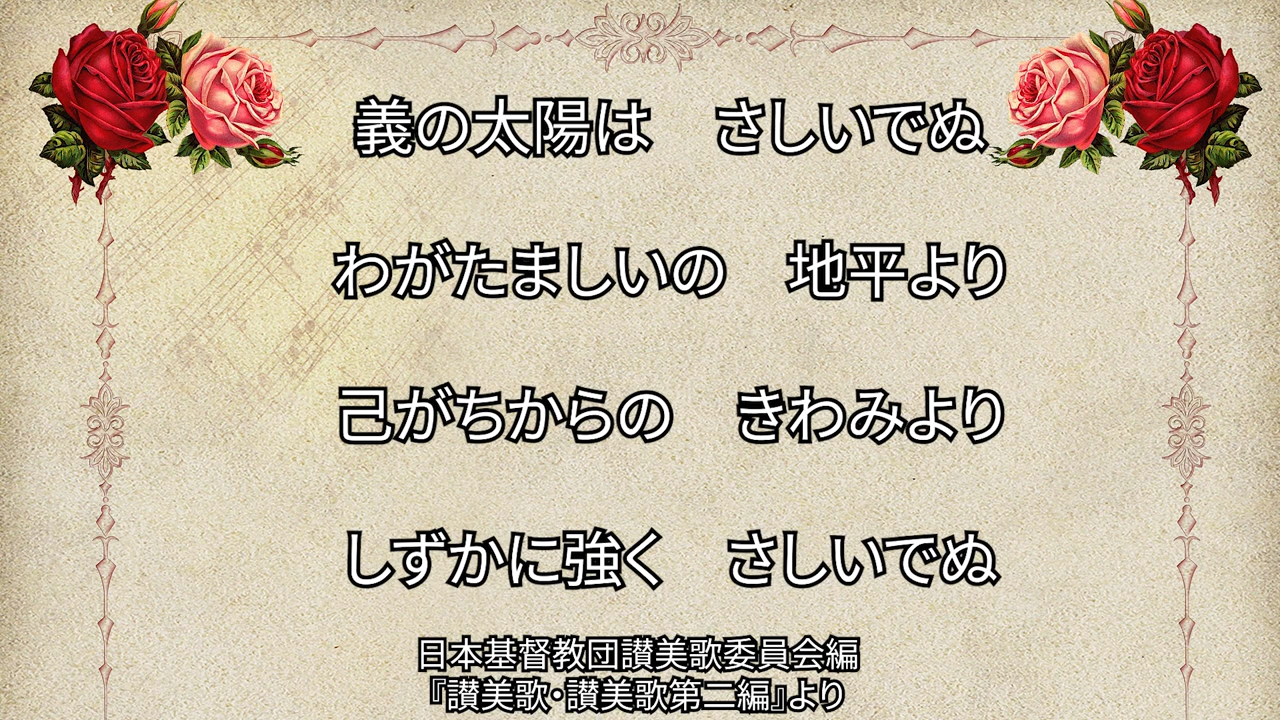 義の太陽は　さしいでぬ
わがたましいの　地平より
己がちからの　きわみより
しずかに強く　さしいでぬ
日本基督教団讃美歌委員会編
『讃美歌・讃美歌第二編』より